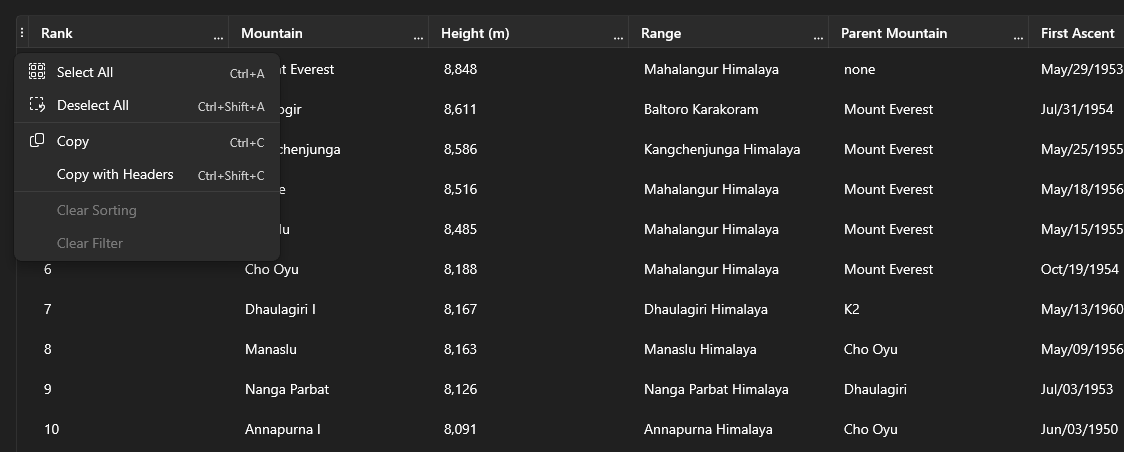 Rank ... Mountain ... Height (m) ... Range ... Parent Mountain ... First Ascent
Select All Ctrl+A
Deselect All Ctrl+Shift+A
Copy Ctrl+C
Copy with Headers Ctrl+Shift+C
Clear Sorting
Clear Filter
nt Everest 8,848 Mahalangur Himalaya none May/29/1953
ogir 8,611 Baltoro Karakoram Mount Everest Jul/31/1954
chenjunga 8,586 Kangchenjunga Himalaya Mount Everest May/25/1955
e 8,516 Mahalangur Himalaya Mount Everest May/18/1956
lu 8,485 Mahalangur Himalaya Mount Everest May/15/1955
6 Cho Oyu 8,188 Mahalangur Himalaya Mount Everest Oct/19/1954
7 Dhaulagiri I 8,167 Dhaulagiri Himalaya K2 May/13/1960
8 Manaslu 8,163 Manaslu Himalaya Cho Oyu May/09/1956
9 Nanga Parbat 8,126 Nanga Parbat Himalaya Dhaulagiri Jul/03/1953
10 Annapurna I 8,091 Annapurna Himalaya Cho Oyu Jun/03/1950